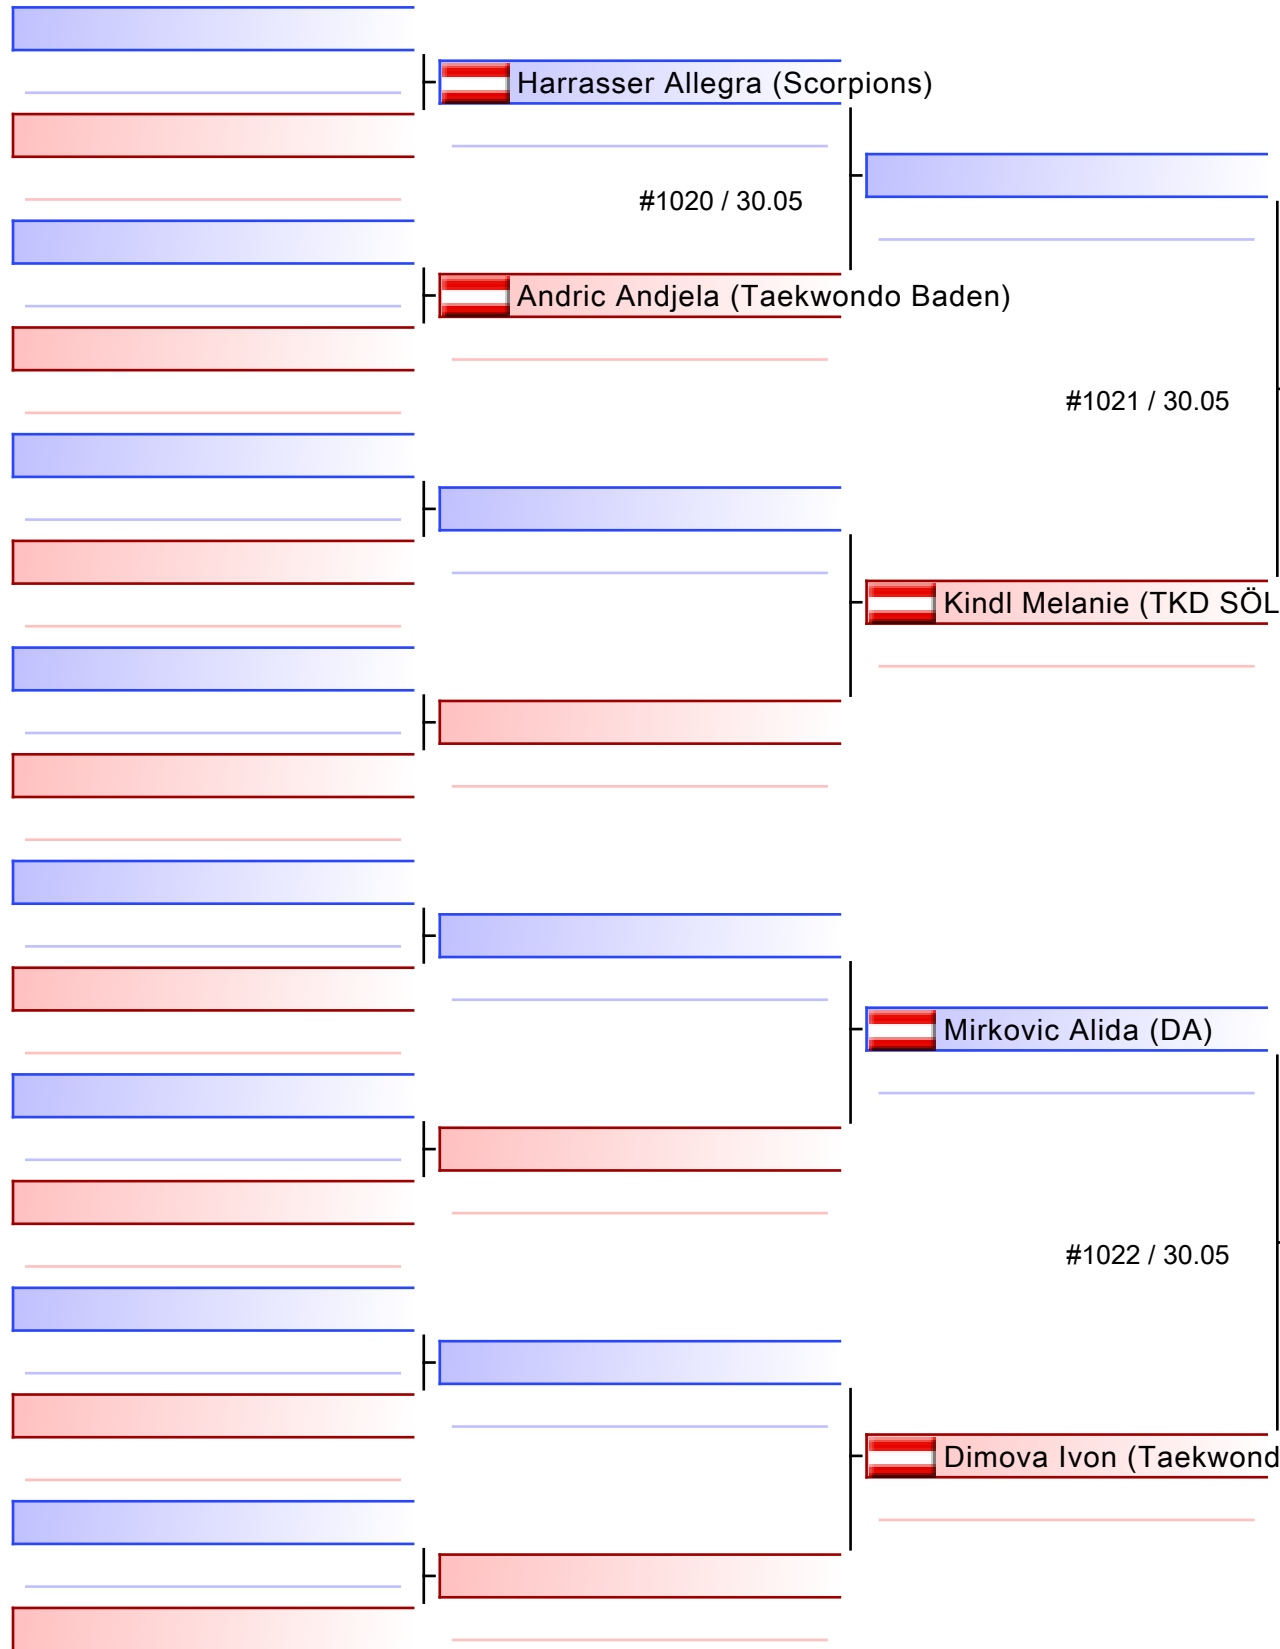 Harrasser Allegra (Scorpions)
#1020 / 30.05
Andric Andjela (Taekwondo Baden)
#1021 / 30.05
Kindl Melanie (TKD SÖL
Mirkovic Alida (DA)
#1022 / 30.05
Dimova Ivon (Taekwond